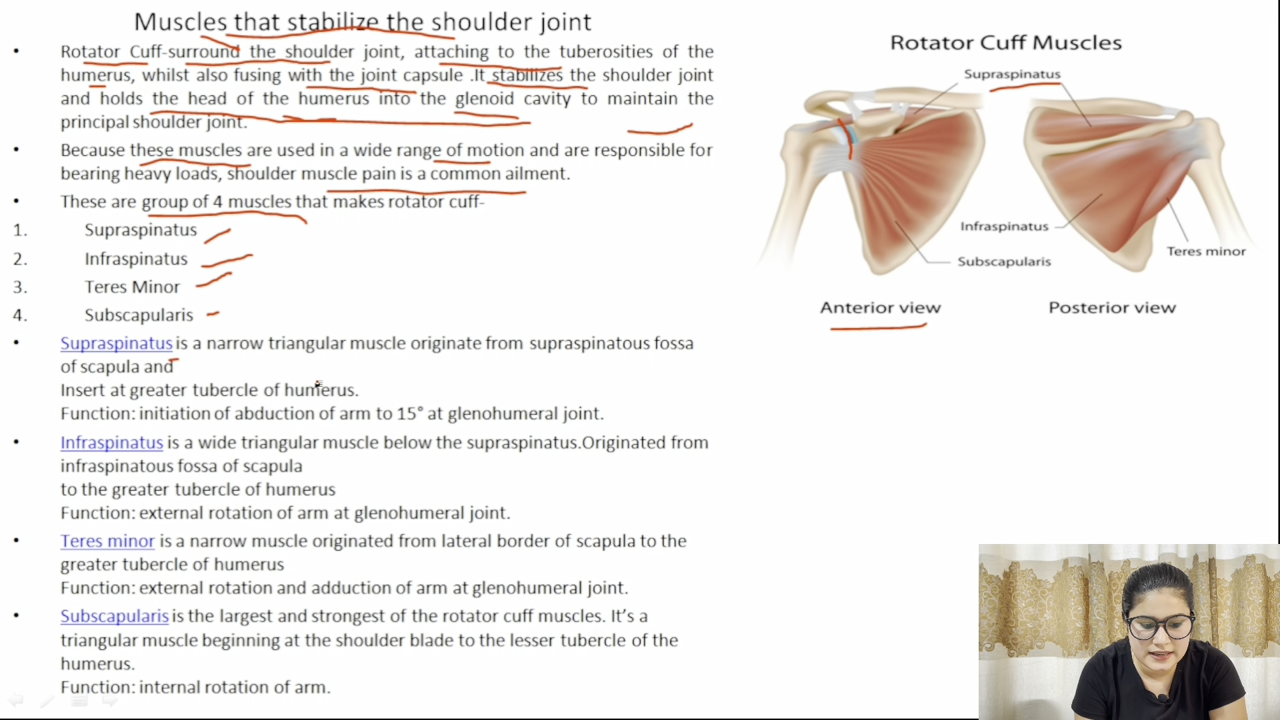 Muscles that stabilize the shoulder joint
• Rotator Cuff-surround the shoulder joint, attaching to the tuberosities of the
humerus, whilst also fusing with the joint capsule .It stabilizes the shoulder joint
and holds the head of the humerus into the glenoid cavity to maintain the
principal shoulder joint.
• Because these muscles are used in a wide range of motion and are responsible for
bearing heavy loads, shoulder muscle pain is a common ailment.
• These are group of 4 muscles that makes rotator cuff-
1. Supraspinatus
2. Infraspinatus
3. Teres Minor
4. Subscapularis
• Supraspinatus is a narrow triangular muscle originate from supraspinatous fossa
of scapula and
Insert at greater tubercle of humerus.
Function: initiation of abduction of arm to 15° at glenohumeral joint.
• Infraspinatus is a wide triangular muscle below the supraspinatus.Originated from
infraspinatous fossa of scapula
to the greater tubercle of humerus
Function: external rotation of arm at glenohumeral joint.
• Teres minor is a narrow muscle originated from lateral border of scapula to the
greater tubercle of humerus
Function: external rotation and adduction of arm at glenohumeral joint.
• Subscapularis is the largest and strongest of the rotator cuff muscles. It’s a
triangular muscle beginning at the shoulder blade to the lesser tubercle of the
humerus.
Function: internal rotation of arm.
Rotator Cuff Muscles
Supraspinatus
Infraspinatus
Teres minor
Subscapularis
Anterior view
Posterior view